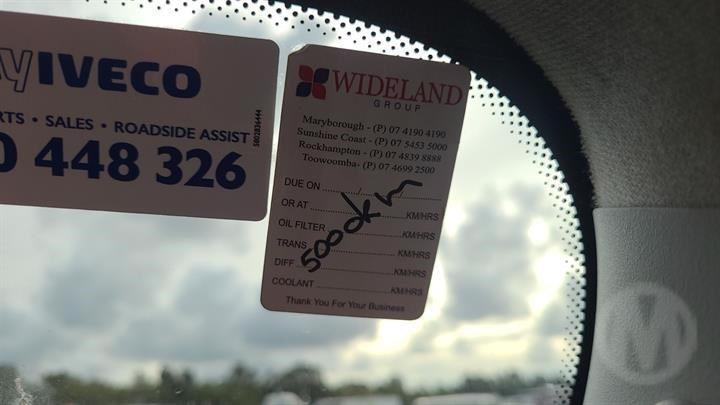 IVECO
SALES • ROADSIDE ASSIST
448 326
S802836444
WIDELAND
GROUP
Maryborough - (P) 07 4190 4190
Sunshine Coast - (P) 07 5453 5000
Rockhampton - (P) 07 4839 8888
Toowoomba- (P) 07 4699 2500
DUE ON ......../......../........
OR AT ........................ KM/HRS
OIL FILTER ................ KM/HRS
TRANS ...................... KM/HRS
DIFF ......................... KM/HRS
COOLANT ................. KM/HRS
5000km
Thank You For Your Business
M